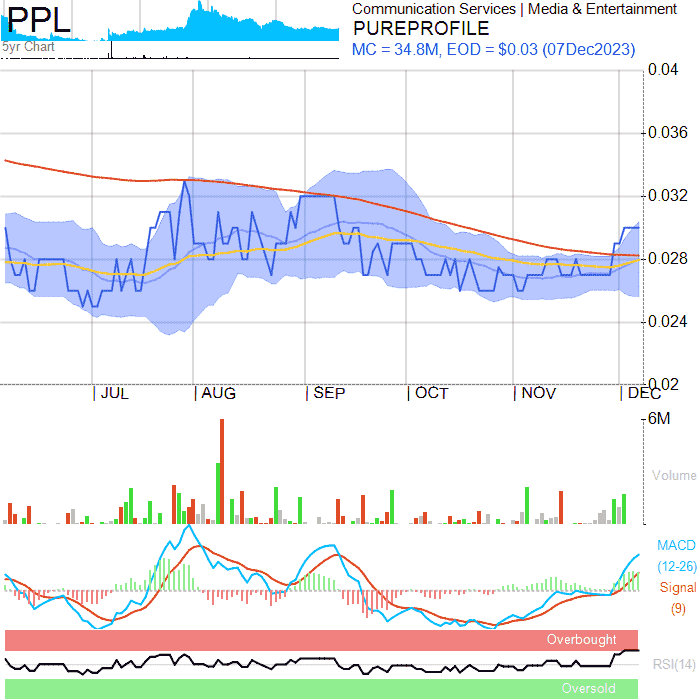 PPL
5yr Chart
Communication Services | Media & Entertainment
PUREPROFILE
MC = 34.8M, EOD = $0.03 (07Dec2023)
0.04
0.036
0.032
0.028
0.024
0.02
JUL AUG SEP OCT NOV DEC
6M
Volume
MACD
(12-26)
Signal
(9)
Overbought
RSI(14)
Oversold